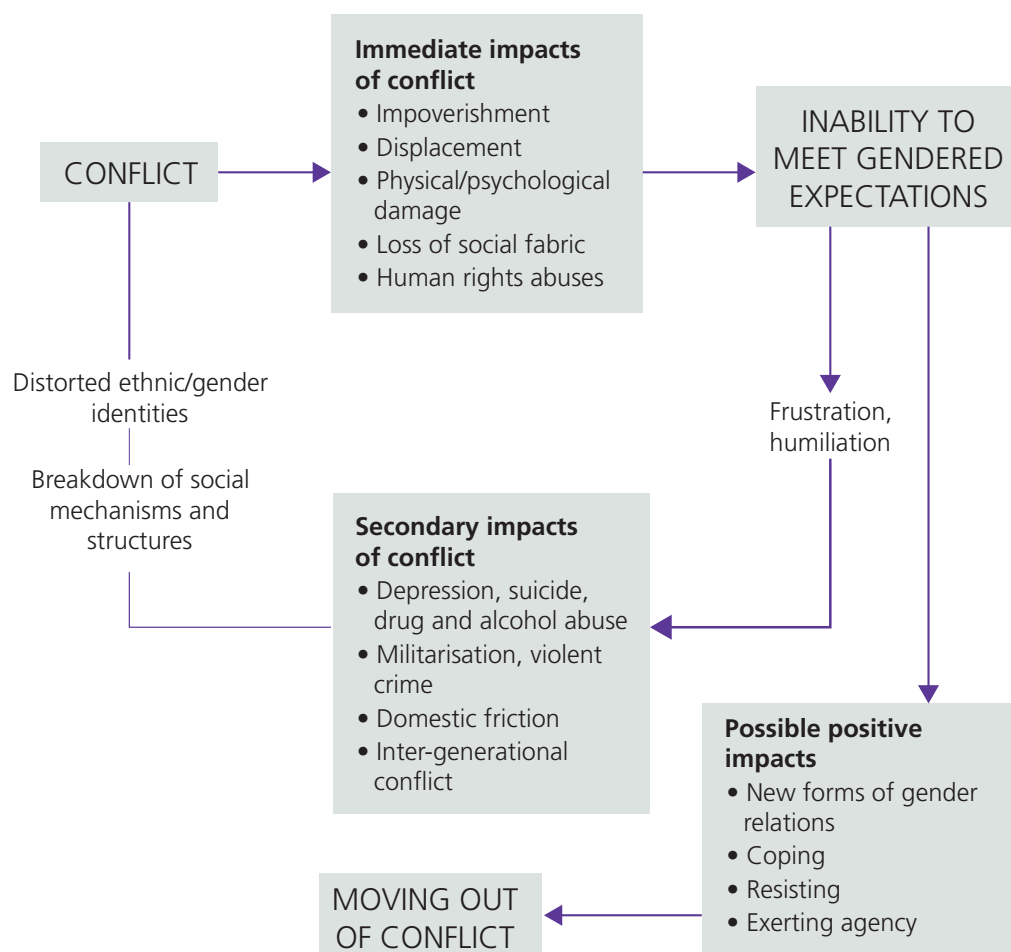 CONFLICT
Immediate impacts
of conflict
• Impoverishment
• Displacement
• Physical/psychological
damage
• Loss of social fabric
• Human rights abuses
INABILITY TO
MEET GENDERED
EXPECTATIONS
Distorted ethnic/gender
identities
Breakdown of social
mechanisms and
structures
Frustration,
humiliation
Secondary impacts
of conflict
• Depression, suicide,
drug and alcohol abuse
• Militarisation, violent
crime
• Domestic friction
• Inter-generational
conflict
Possible positive
impacts
• New forms of gender
relations
• Coping
• Resisting
• Exerting agency
MOVING OUT
OF CONFLICT